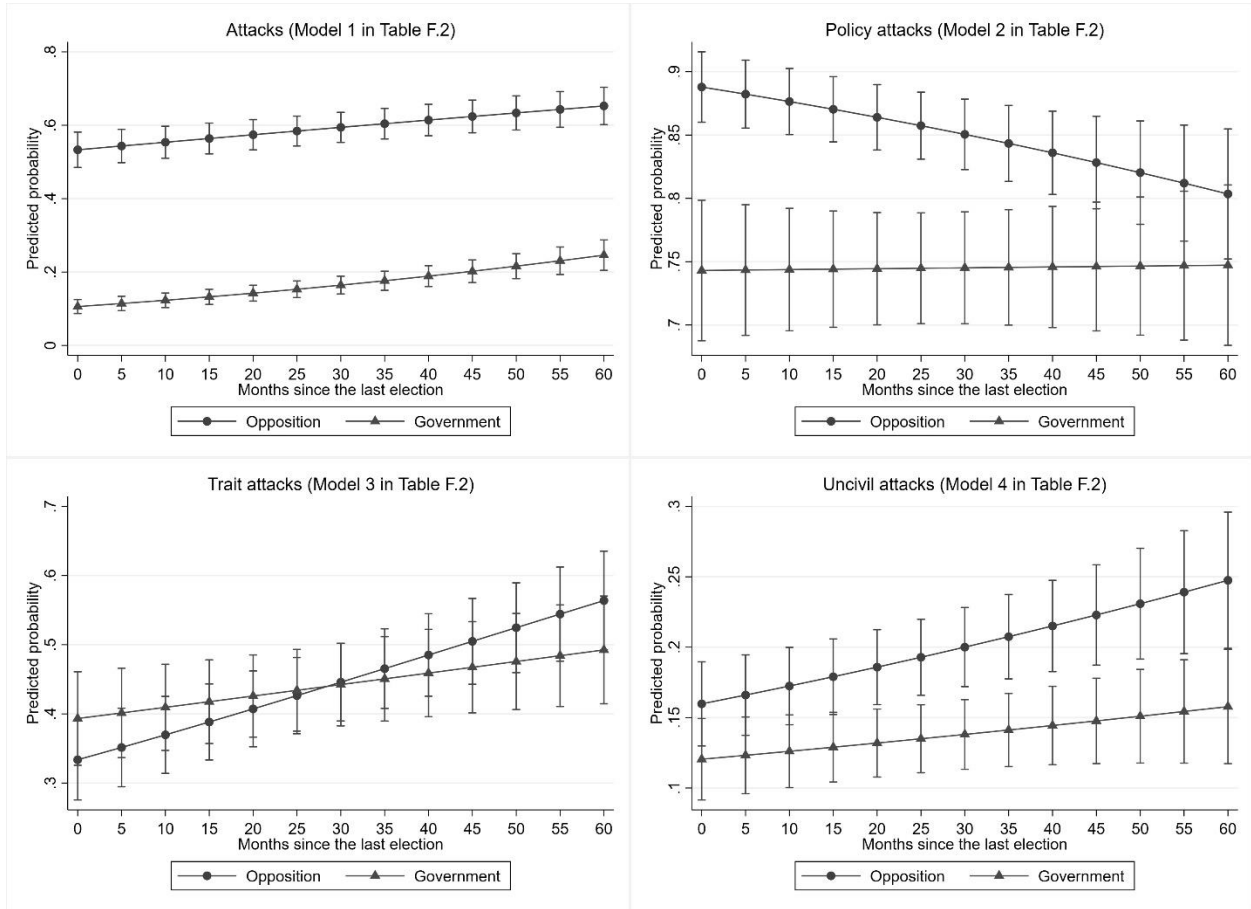 Attacks (Model 1 in Table F.2)
Predicted probability
.8
.6
.4
.2
0
0 5 10 15 20 25 30 35 40 45 50 55 60
Months since the last election
Opposition Government
Policy attacks (Model 2 in Table F.2)
Predicted probability
.9
.85
.8
.75
.7
0 5 10 15 20 25 30 35 40 45 50 55 60
Months since the last election
Opposition Government
Trait attacks (Model 3 in Table F.2)
Predicted probability
.7
.6
.5
.4
.3
0 5 10 15 20 25 30 35 40 45 50 55 60
Months since the last election
Opposition Government
Uncivil attacks (Model 4 in Table F.2)
Predicted probability
.3
.25
.2
.15
.1
0 5 10 15 20 25 30 35 40 45 50 55 60
Months since the last election
Opposition Government